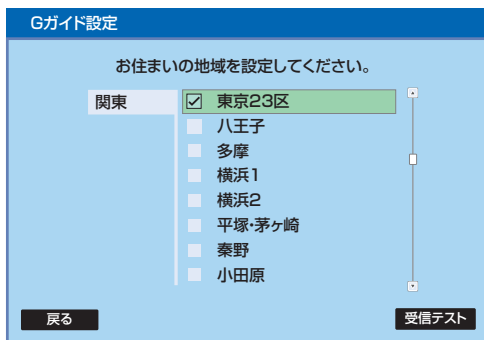 Gガイド設定
お住まいの地域を設定してください。
関東
東京23区
八王子
多摩
横浜1
横浜2
平塚･茅ヶ崎
秦野
小田原
戻る
受信テスト